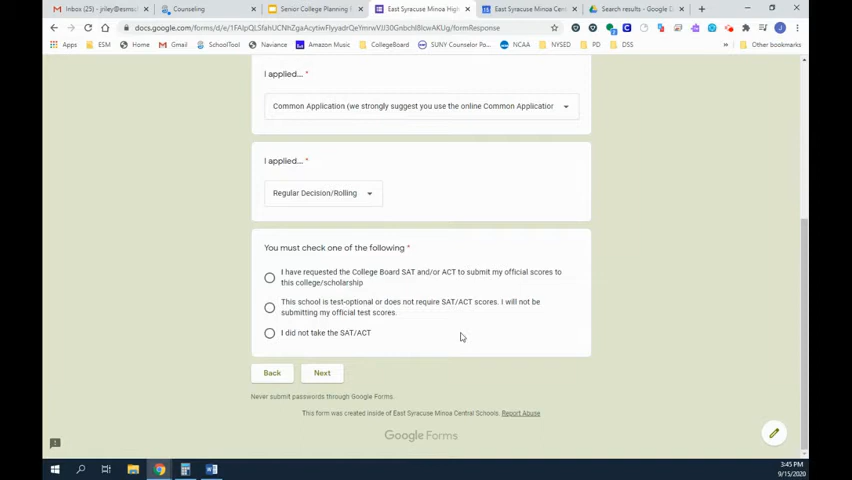 Inbox (25) - jriley@esmsc
Counseling
Senior College Planning
East Syracuse Minoa High
East Syracuse Minoa Cen
Search results - Google D
docs.google.com/forms/d/e/
/formResponse
Apps
ESM
Home
Gmail
SchoolTool
Naviance
Amazon Music
CollegeBoard
SUNY Counselor Po...
NCAA
NYSED
PD
DSS
Other bookmarks
I applied... *
Common Application (we strongly suggest you use the online Common Application
I applied... *
Regular Decision/Rolling
You must check one of the following *
I have requested the College Board SAT and/or ACT to submit my official scores to
this college/scholarship
This school is test-optional or does not require SAT/ACT scores. I will not be
submitting my official test scores.
I did not take the SAT/ACT
Back
Next
Never submit passwords through Google Forms.
This form was created inside of East Syracuse Minoa Central Schools. Report Abuse
Google Forms
3:45 PM
9/15/2020